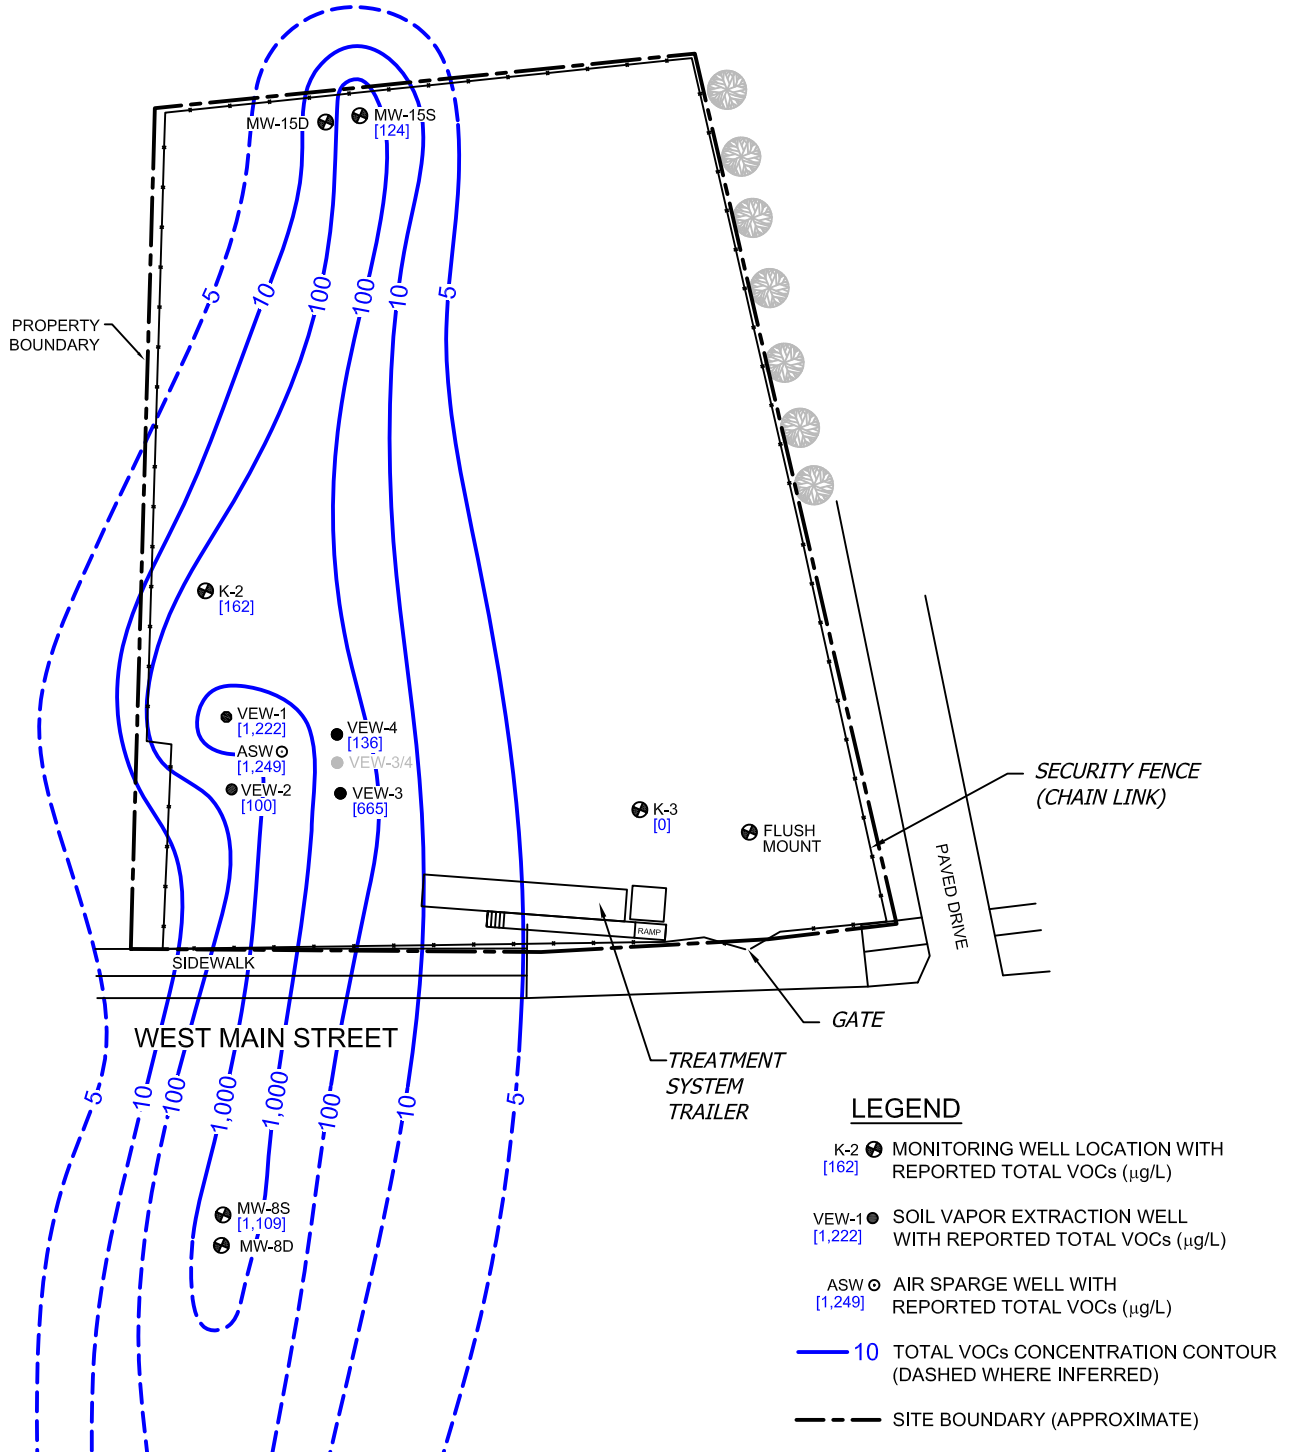 MW-15D
MW-15S
[124]
5
10
100
100
10
5
PROPERTY
BOUNDARY
K-2
[162]
VEW-1
[1,222]
ASW
[1,249]
VEW-2
[100]
VEW-4
[136]
VEW-3/4
VEW-3
[665]
K-3
[0]
FLUSH
MOUNT
SECURITY FENCE
(CHAIN LINK)
PAVED DRIVE
RAMP
SIDEWALK
WEST MAIN STREET
GATE
TREATMENT
SYSTEM
TRAILER
5
10
100
1,000
1,000
100
10
5
MW-8S
[1,109]
MW-8D
LEGEND
K-2
[162]
MONITORING WELL LOCATION WITH
REPORTED TOTAL VOCs (µg/L)
VEW-1
[1,222]
SOIL VAPOR EXTRACTION WELL
WITH REPORTED TOTAL VOCs (µg/L)
ASW
[1,249]
AIR SPARGE WELL WITH
REPORTED TOTAL VOCs (µg/L)
10
TOTAL VOCs CONCENTRATION CONTOUR
(DASHED WHERE INFERRED)
SITE BOUNDARY (APPROXIMATE)